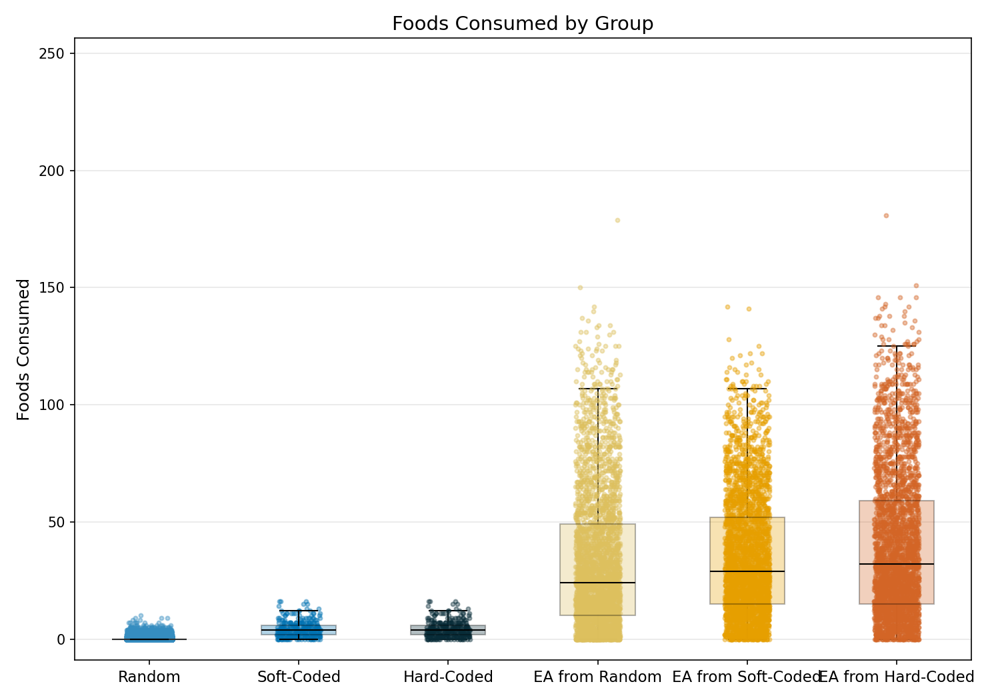 Foods Consumed by Group
Foods Consumed
250
200
150
100
50
0
Random
Soft-Coded
Hard-Coded
EA from Random
EA from Soft-Coded
EA from Hard-Coded